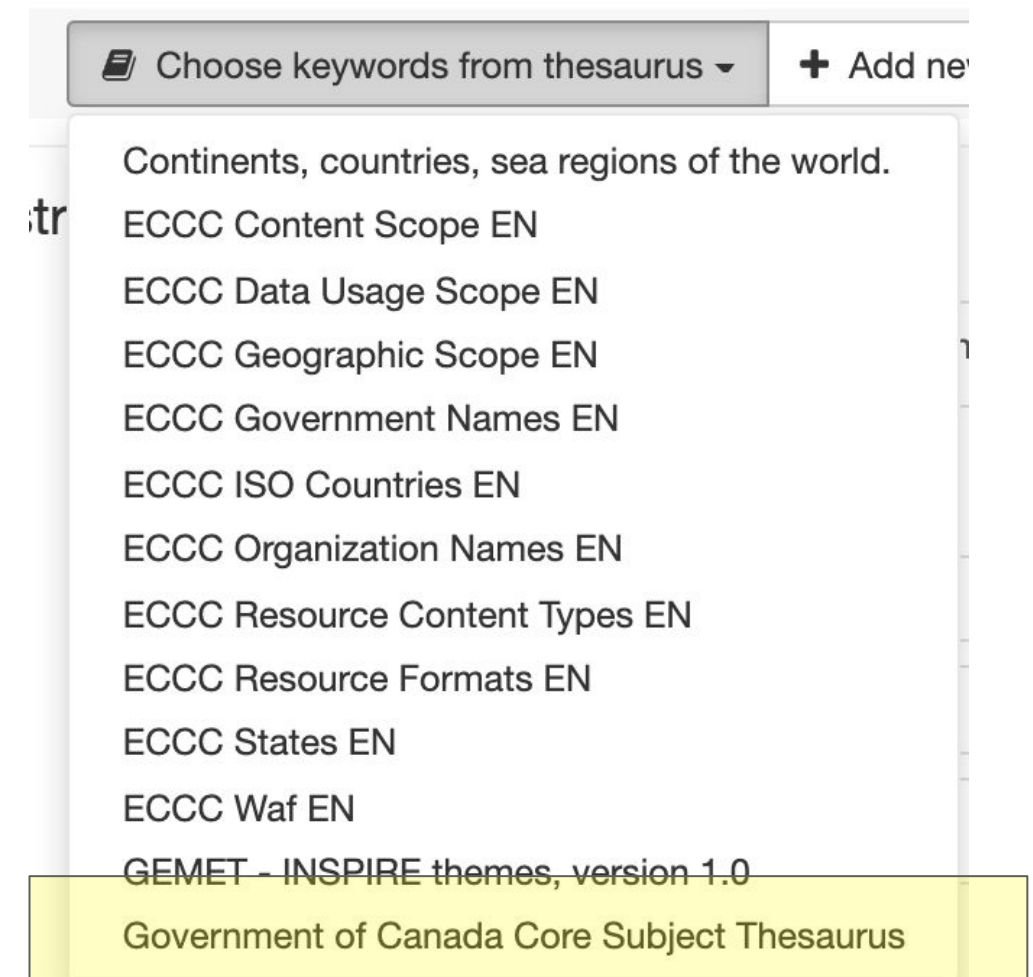 Choose keywords from thesaurus + Add ne
Continents, countries, sea regions of the world.
tr
ECCC Content Scope EN
ECCC Data Usage Scope EN
ECCC Geographic Scope EN
ECCC Government Names EN
ECCC ISO Countries EN
ECCC Organization Names EN
ECCC Resource Content Types EN
ECCC Resource Formats EN
ECCC States EN
ECCC Waf EN
GEMET - INSPIRE themes, version 1.0
Government of Canada Core Subject Thesaurus